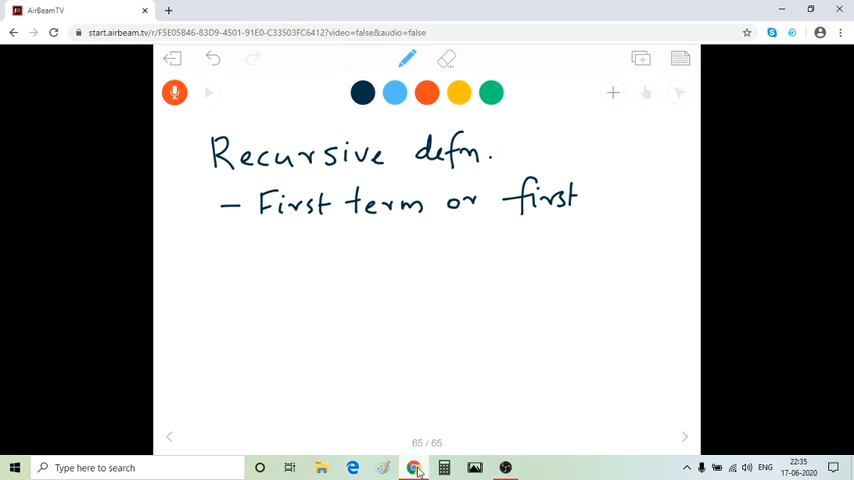 AirBeamTV
start.airbeam.tv/r/F5E05B46-83D9-4501-91E0-C33503FC6412?video=false&audio=false
Recursive defn.
- First term or first
65 / 65
Type here to search
ENG
22:35
17-06-2020